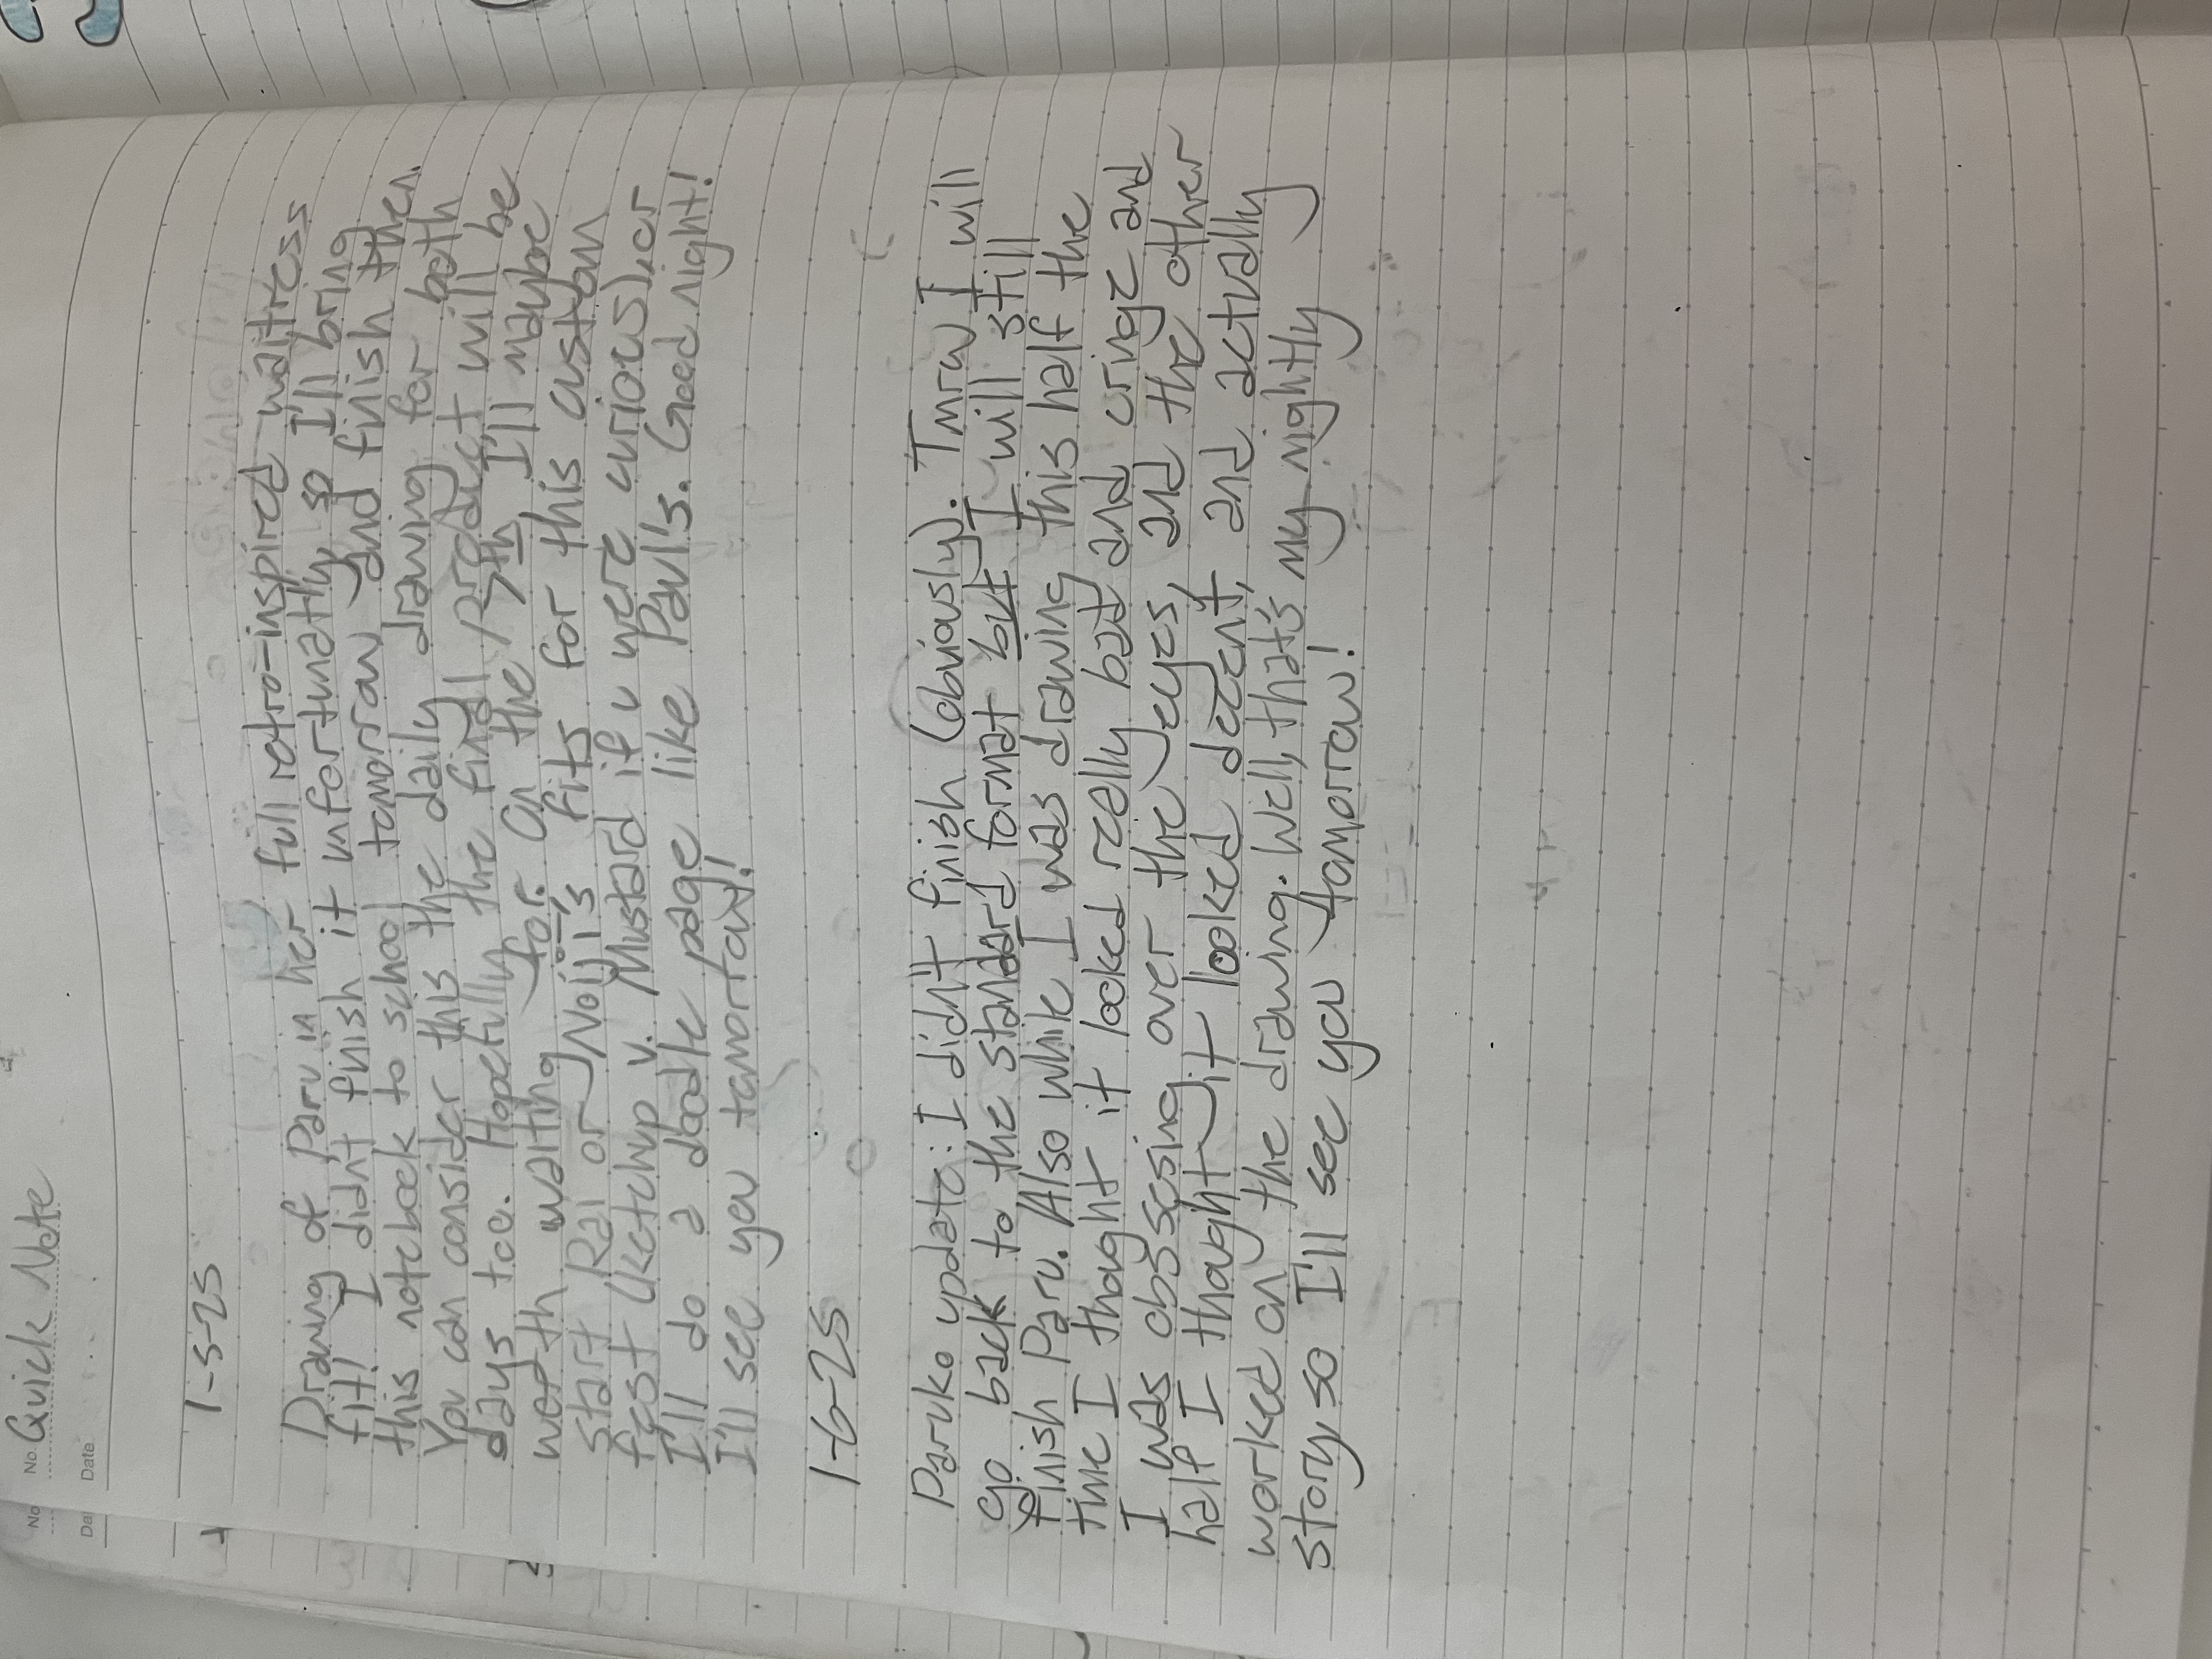 No. Quick Note
Date
1-5-25
Drawing of Paru in her full retro-inspired waitress
fit! I didn't finish it unfortunatly, so I'll bring
this notebook to school tomorrow and finish then.
You can consider this the daily drawing for both
days too. Hopefully the final product will be
worth waiting for. On the 7th, I'll maybe
start Rai or Noiji's fits for this custom
fest (Ketchup v. Mustard if u were curious), or
I'll do a doodle page like Paul's. Good night!
I'll see you tomorrow!
1-6-25
Paruko update: I didn't finish (obviously). Tmrw I will
go back to the standard format but I will still
finish Paru. Also while I was drawing this half the
time I thought it looked really bad and cringe and
I was obssesing over the eyes, and the other
half I thought it looked decent, and actually
worked on the drawing. Well, that's my nightly
story, so I'll see you tomorrow!